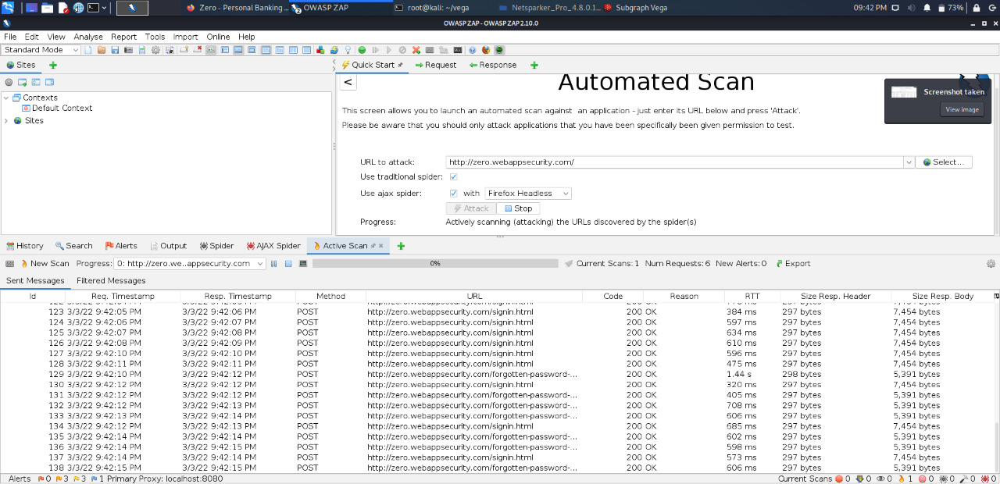 Zero - Personal Banking ... OWASP ZAP root@kali: ~/vega Netsparker_Pro_4.8.0.1... Subgraph Vega 09:42 PM 73%
OWASP ZAP - OWASP ZAP 2.10.0
File Edit View Analyse Report Tools Import Online Help
Standard Mode
Sites Quick Start Request Response
<
Automated Scan
Contexts
Default Context
Sites
Screenshot taken
View image
This screen allows you to launch an automated scan against an application - just enter its URL below and press 'Attack'.
Please be aware that you should only attack applications that you have been specifically been given permission to test.
URL to attack: http://zero.webappsecurity.com/ Select...
Use traditional spider:
Use ajax spider: with Firefox Headless
Attack Stop
Progress: Actively scanning (attacking) the URLs discovered by the spider(s)
History Search Alerts Output Spider AJAX Spider Active Scan
New Scan Progress: 0: http://zero.we..appsecurity.com 0% Current Scans: 1 Num Requests: 6 New Alerts: 0 Export
Sent Messages Filtered Messages
Id Req. Timestamp Resp. Timestamp Method URL Code Reason RTT Size Resp. Header Size Resp. Body
123 3/3/22 9:42:05 PM 3/3/22 9:42:06 PM POST http://zero.webappsecurity.com/signin.html 200 OK 384 ms 297 bytes 7,454 bytes
124 3/3/22 9:42:06 PM 3/3/22 9:42:07 PM POST http://zero.webappsecurity.com/signin.html 200 OK 597 ms 297 bytes 7,454 bytes
125 3/3/22 9:42:07 PM 3/3/22 9:42:08 PM POST http://zero.webappsecurity.com/signin.html 200 OK 634 ms 297 bytes 7,454 bytes
126 3/3/22 9:42:08 PM 3/3/22 9:42:09 PM POST http://zero.webappsecurity.com/signin.html 200 OK 610 ms 297 bytes 7,454 bytes
127 3/3/22 9:42:10 PM 3/3/22 9:42:10 PM POST http://zero.webappsecurity.com/signin.html 200 OK 596 ms 297 bytes 7,454 bytes
128 3/3/22 9:42:11 PM 3/3/22 9:42:11 PM POST http://zero.webappsecurity.com/signin.html 200 OK 475 ms 297 bytes 7,454 bytes
129 3/3/22 9:42:10 PM 3/3/22 9:42:12 PM POST http://zero.webappsecurity.com/forgotten-password-... 200 OK 1.44 s 298 bytes 5,391 bytes
130 3/3/22 9:42:12 PM 3/3/22 9:42:12 PM POST http://zero.webappsecurity.com/signin.html 200 OK 320 ms 297 bytes 7,454 bytes
131 3/3/22 9:42:12 PM 3/3/22 9:42:12 PM POST http://zero.webappsecurity.com/forgotten-password-... 200 OK 405 ms 297 bytes 5,391 bytes
132 3/3/22 9:42:12 PM 3/3/22 9:42:13 PM POST http://zero.webappsecurity.com/forgotten-password-... 200 OK 708 ms 297 bytes 5,391 bytes
133 3/3/22 9:42:13 PM 3/3/22 9:42:14 PM POST http://zero.webappsecurity.com/forgotten-password-... 200 OK 606 ms 297 bytes 5,391 bytes
134 3/3/22 9:42:12 PM 3/3/22 9:42:13 PM POST http://zero.webappsecurity.com/signin.html 200 OK 685 ms 297 bytes 7,454 bytes
135 3/3/22 9:42:14 PM 3/3/22 9:42:14 PM POST http://zero.webappsecurity.com/forgotten-password-... 200 OK 602 ms 297 bytes 5,391 bytes
136 3/3/22 9:42:14 PM 3/3/22 9:42:15 PM POST http://zero.webappsecurity.com/forgotten-password-... 200 OK 598 ms 297 bytes 5,391 bytes
137 3/3/22 9:42:14 PM 3/3/22 9:42:14 PM POST http://zero.webappsecurity.com/signin.html 200 OK 573 ms 297 bytes 7,454 bytes
138 3/3/22 9:42:15 PM 3/3/22 9:42:15 PM POST http://zero.webappsecurity.com/forgotten-password-... 200 OK 606 ms 297 bytes 5,391 bytes
Alerts 0 3 3 1 Primary Proxy: localhost:8080 Current Scans 0 0 0 1 0 0 0 0